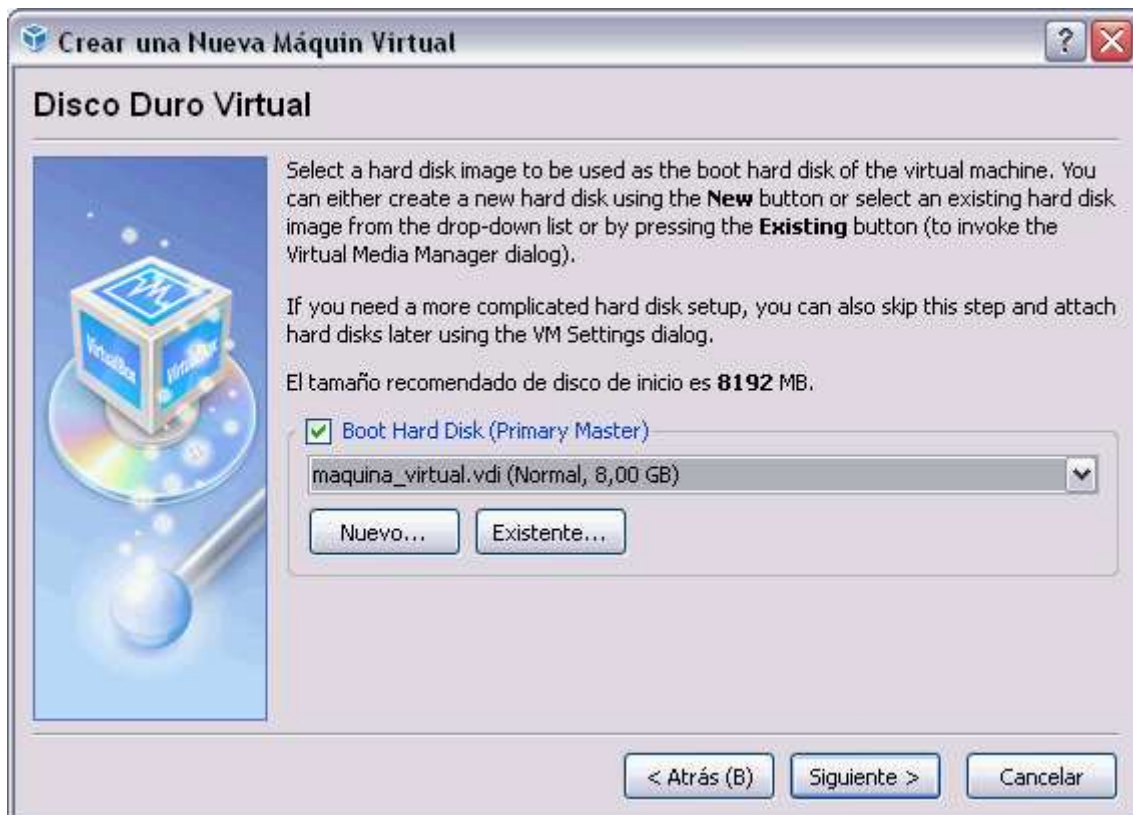 Crear una Nueva Máquin Virtual
Disco Duro Virtual
Select a hard disk image to be used as the boot hard disk of the virtual machine. You
can either create a new hard disk using the New button or select an existing hard disk
image from the drop-down list or by pressing the Existing button (to invoke the
Virtual Media Manager dialog).
If you need a more complicated hard disk setup, you can also skip this step and attach
hard disks later using the VM Settings dialog.
El tamaño recomendado de disco de inicio es 8192 MB.
Boot Hard Disk (Primary Master)
maquina_virtual.vdi (Normal, 8,00 GB)
Nuevo... Existente...
VirtualBox VirtualBox
< Atrás (B) Siguiente > Cancelar